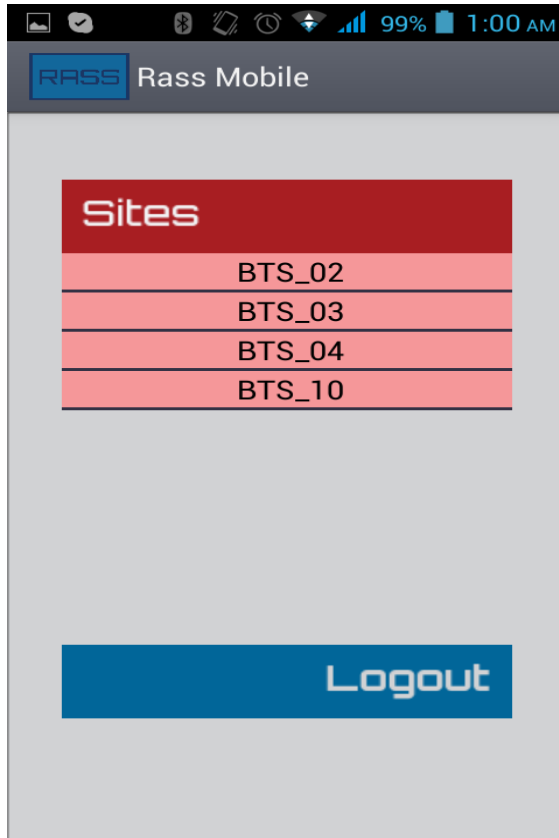 99% 1:00 AM
RASS Rass Mobile
Sites
BTS_02
BTS_03
BTS_04
BTS_10
Logout